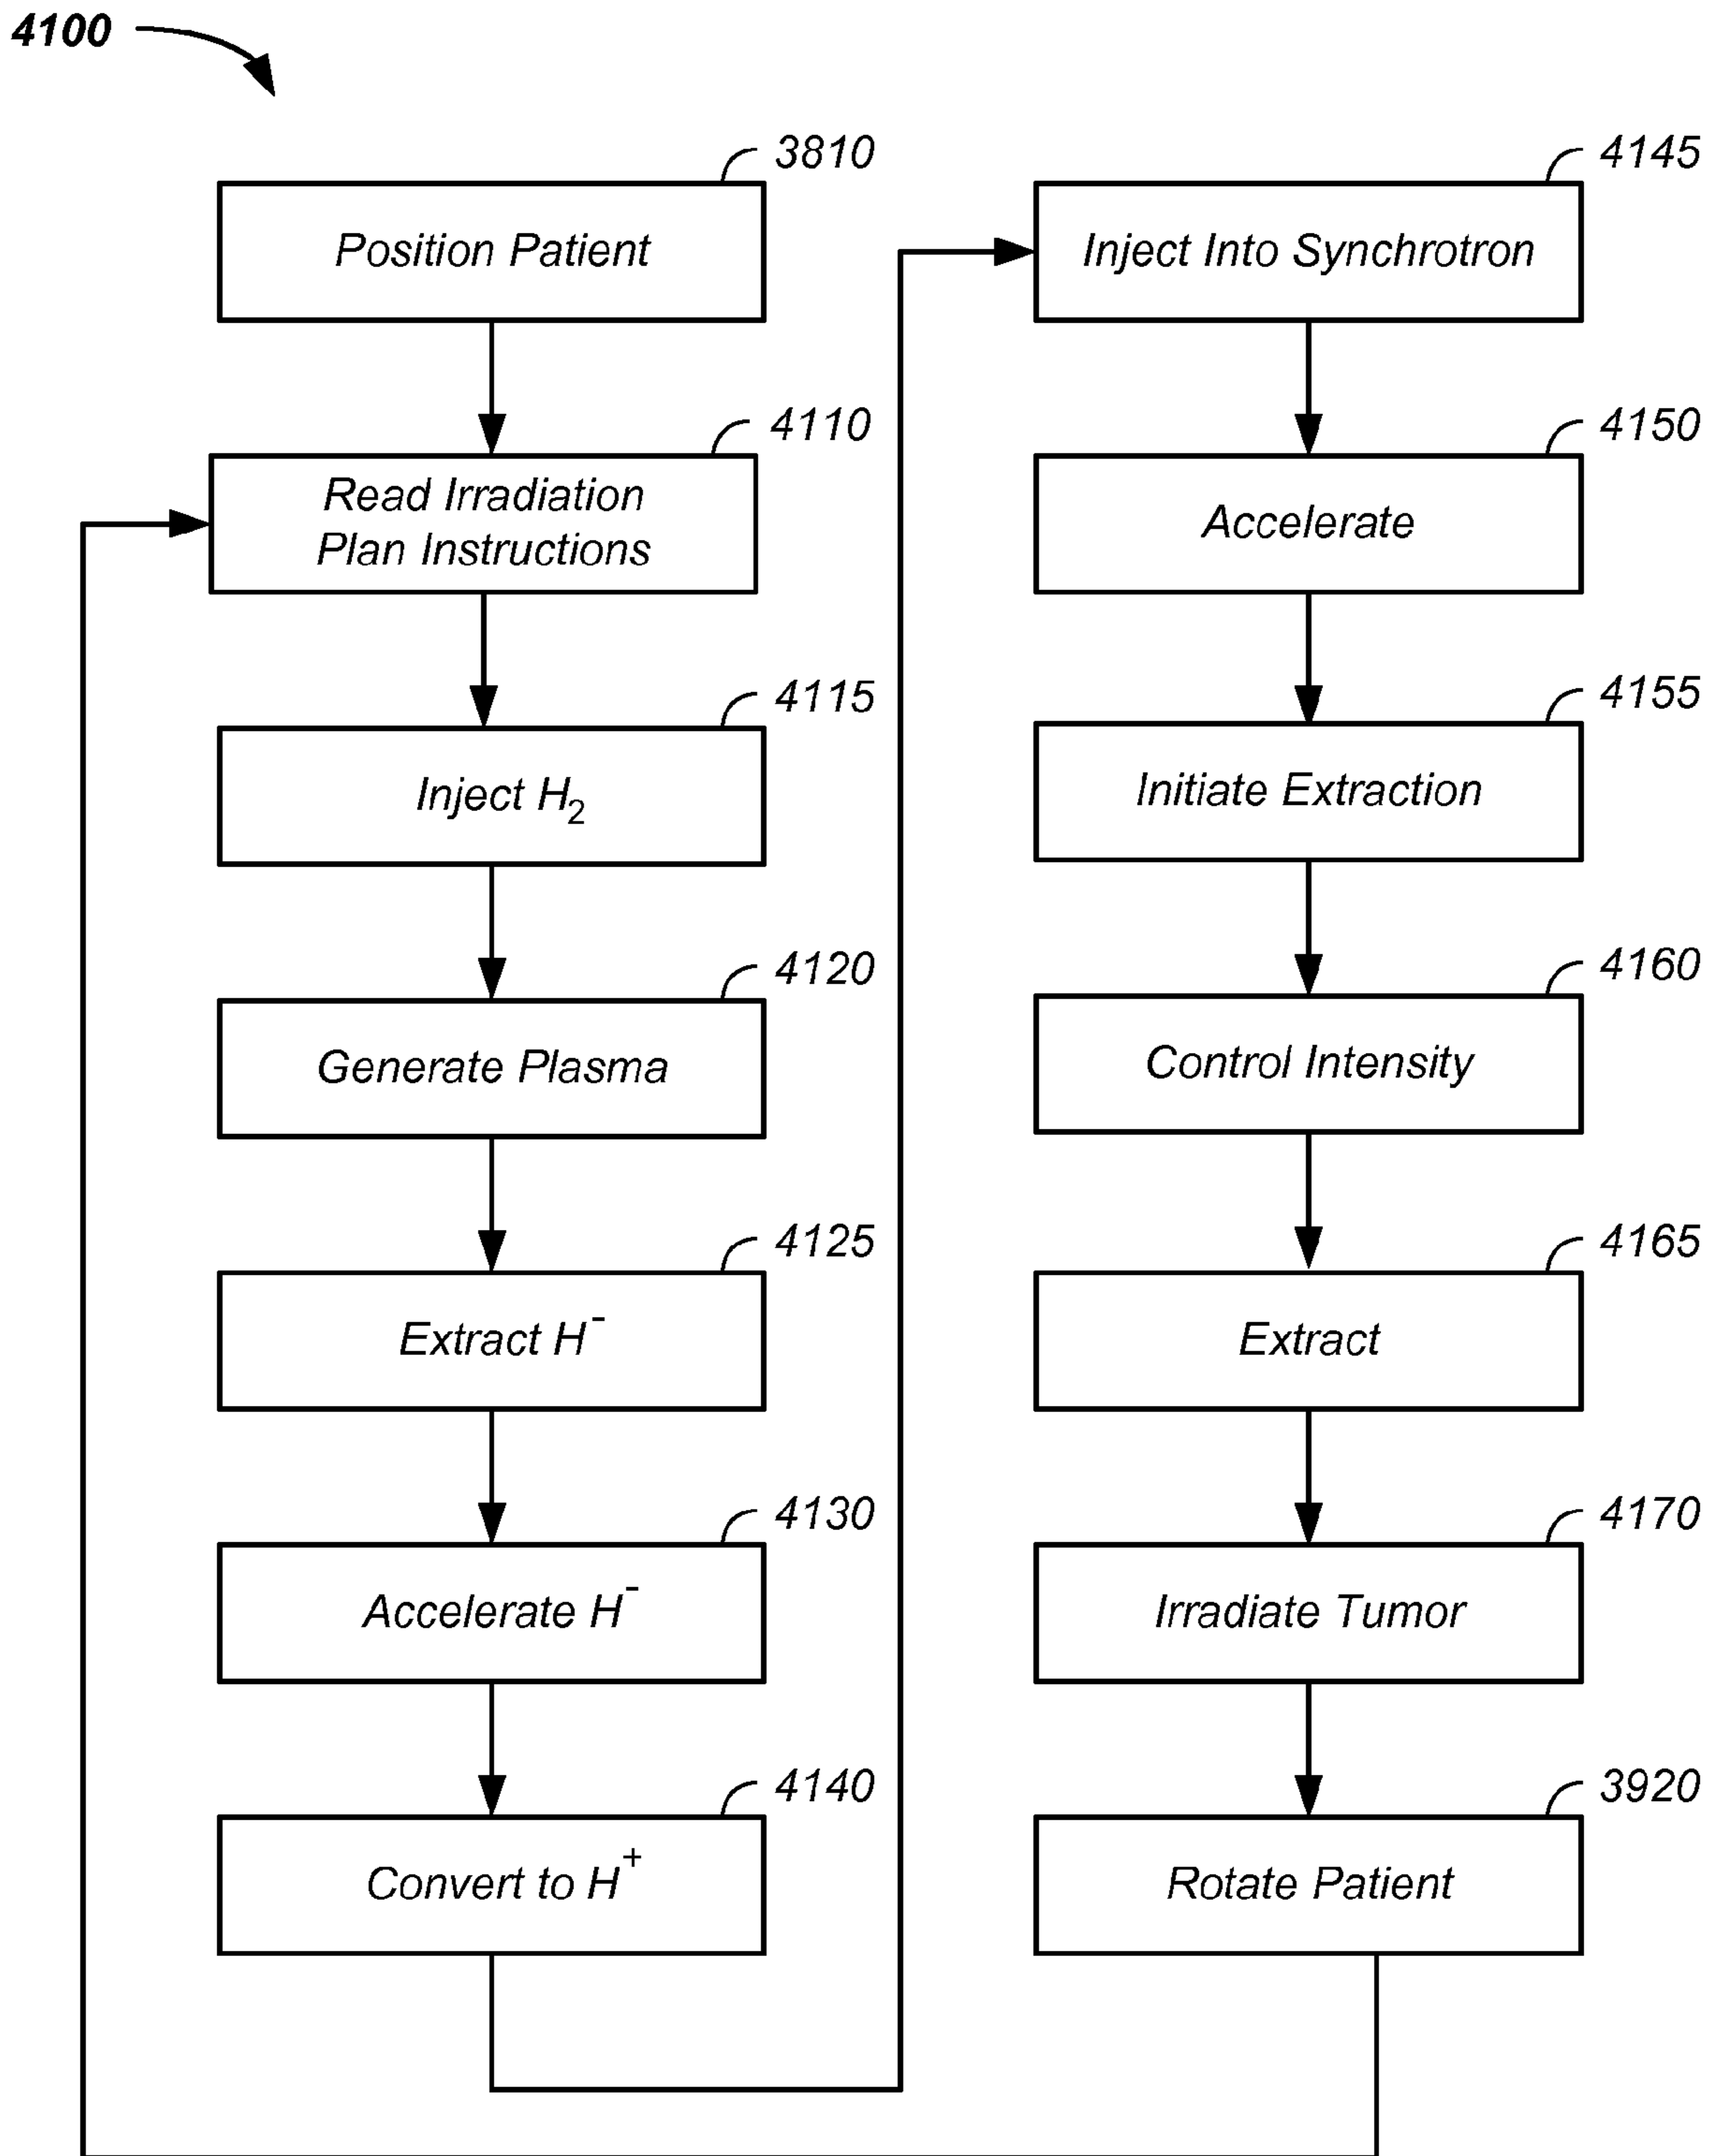 4100
3810
Position Patient
4110
Read Irradiation
Plan Instructions
4115
Inject H₂
4120
Generate Plasma
4125
Extract H⁻
4130
Accelerate H⁻
4140
Convert to H⁺
4145
Inject Into Synchrotron
4150
Accelerate
4155
Initiate Extraction
4160
Control Intensity
4165
Extract
4170
Irradiate Tumor
3920
Rotate Patient